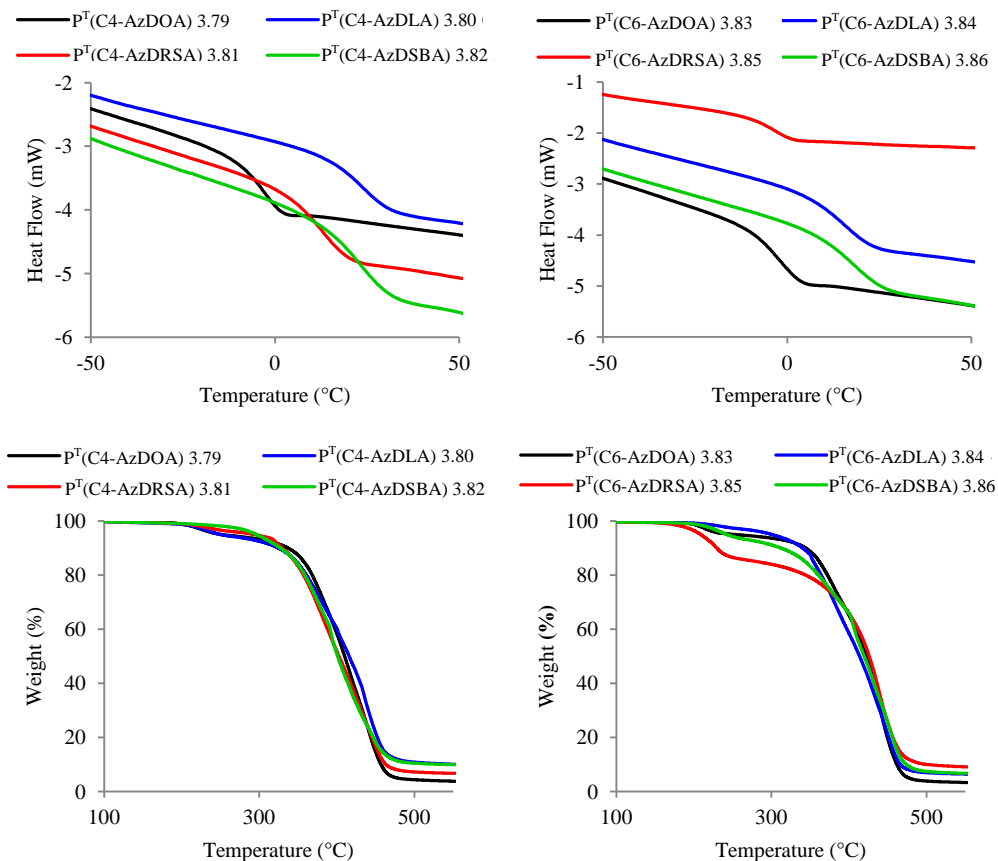 P^T(C4-AzDOA) 3.79 P^T(C4-AzDLA) 3.80
P^T(C4-AzDRSA) 3.81 P^T(C4-AzDSBA) 3.82
-2
-3
-4
-5
-6
Heat Flow (mW)
-50 0 50
Temperature (°C)
P^T(C6-AzDOA) 3.83 P^T(C6-AzDLA) 3.84
P^T(C6-AzDRSA) 3.85 P^T(C6-AzDSBA) 3.86
-1
-2
-3
-4
-5
-6
Heat Flow (mW)
-50 0 50
Temperature (°C)
P^T(C4-AzDOA) 3.79 P^T(C4-AzDLA) 3.80
P^T(C4-AzDRSA) 3.81 P^T(C4-AzDSBA) 3.82
100
80
60
40
20
0
Weight (%)
100 300 500
Temperature (°C)
P^T(C6-AzDOA) 3.83 P^T(C6-AzDLA) 3.84
P^T(C6-AzDRSA) 3.85 P^T(C6-AzDSBA) 3.86
100
80
60
40
20
0
Weight (%)
100 300 500
Temperature (°C)